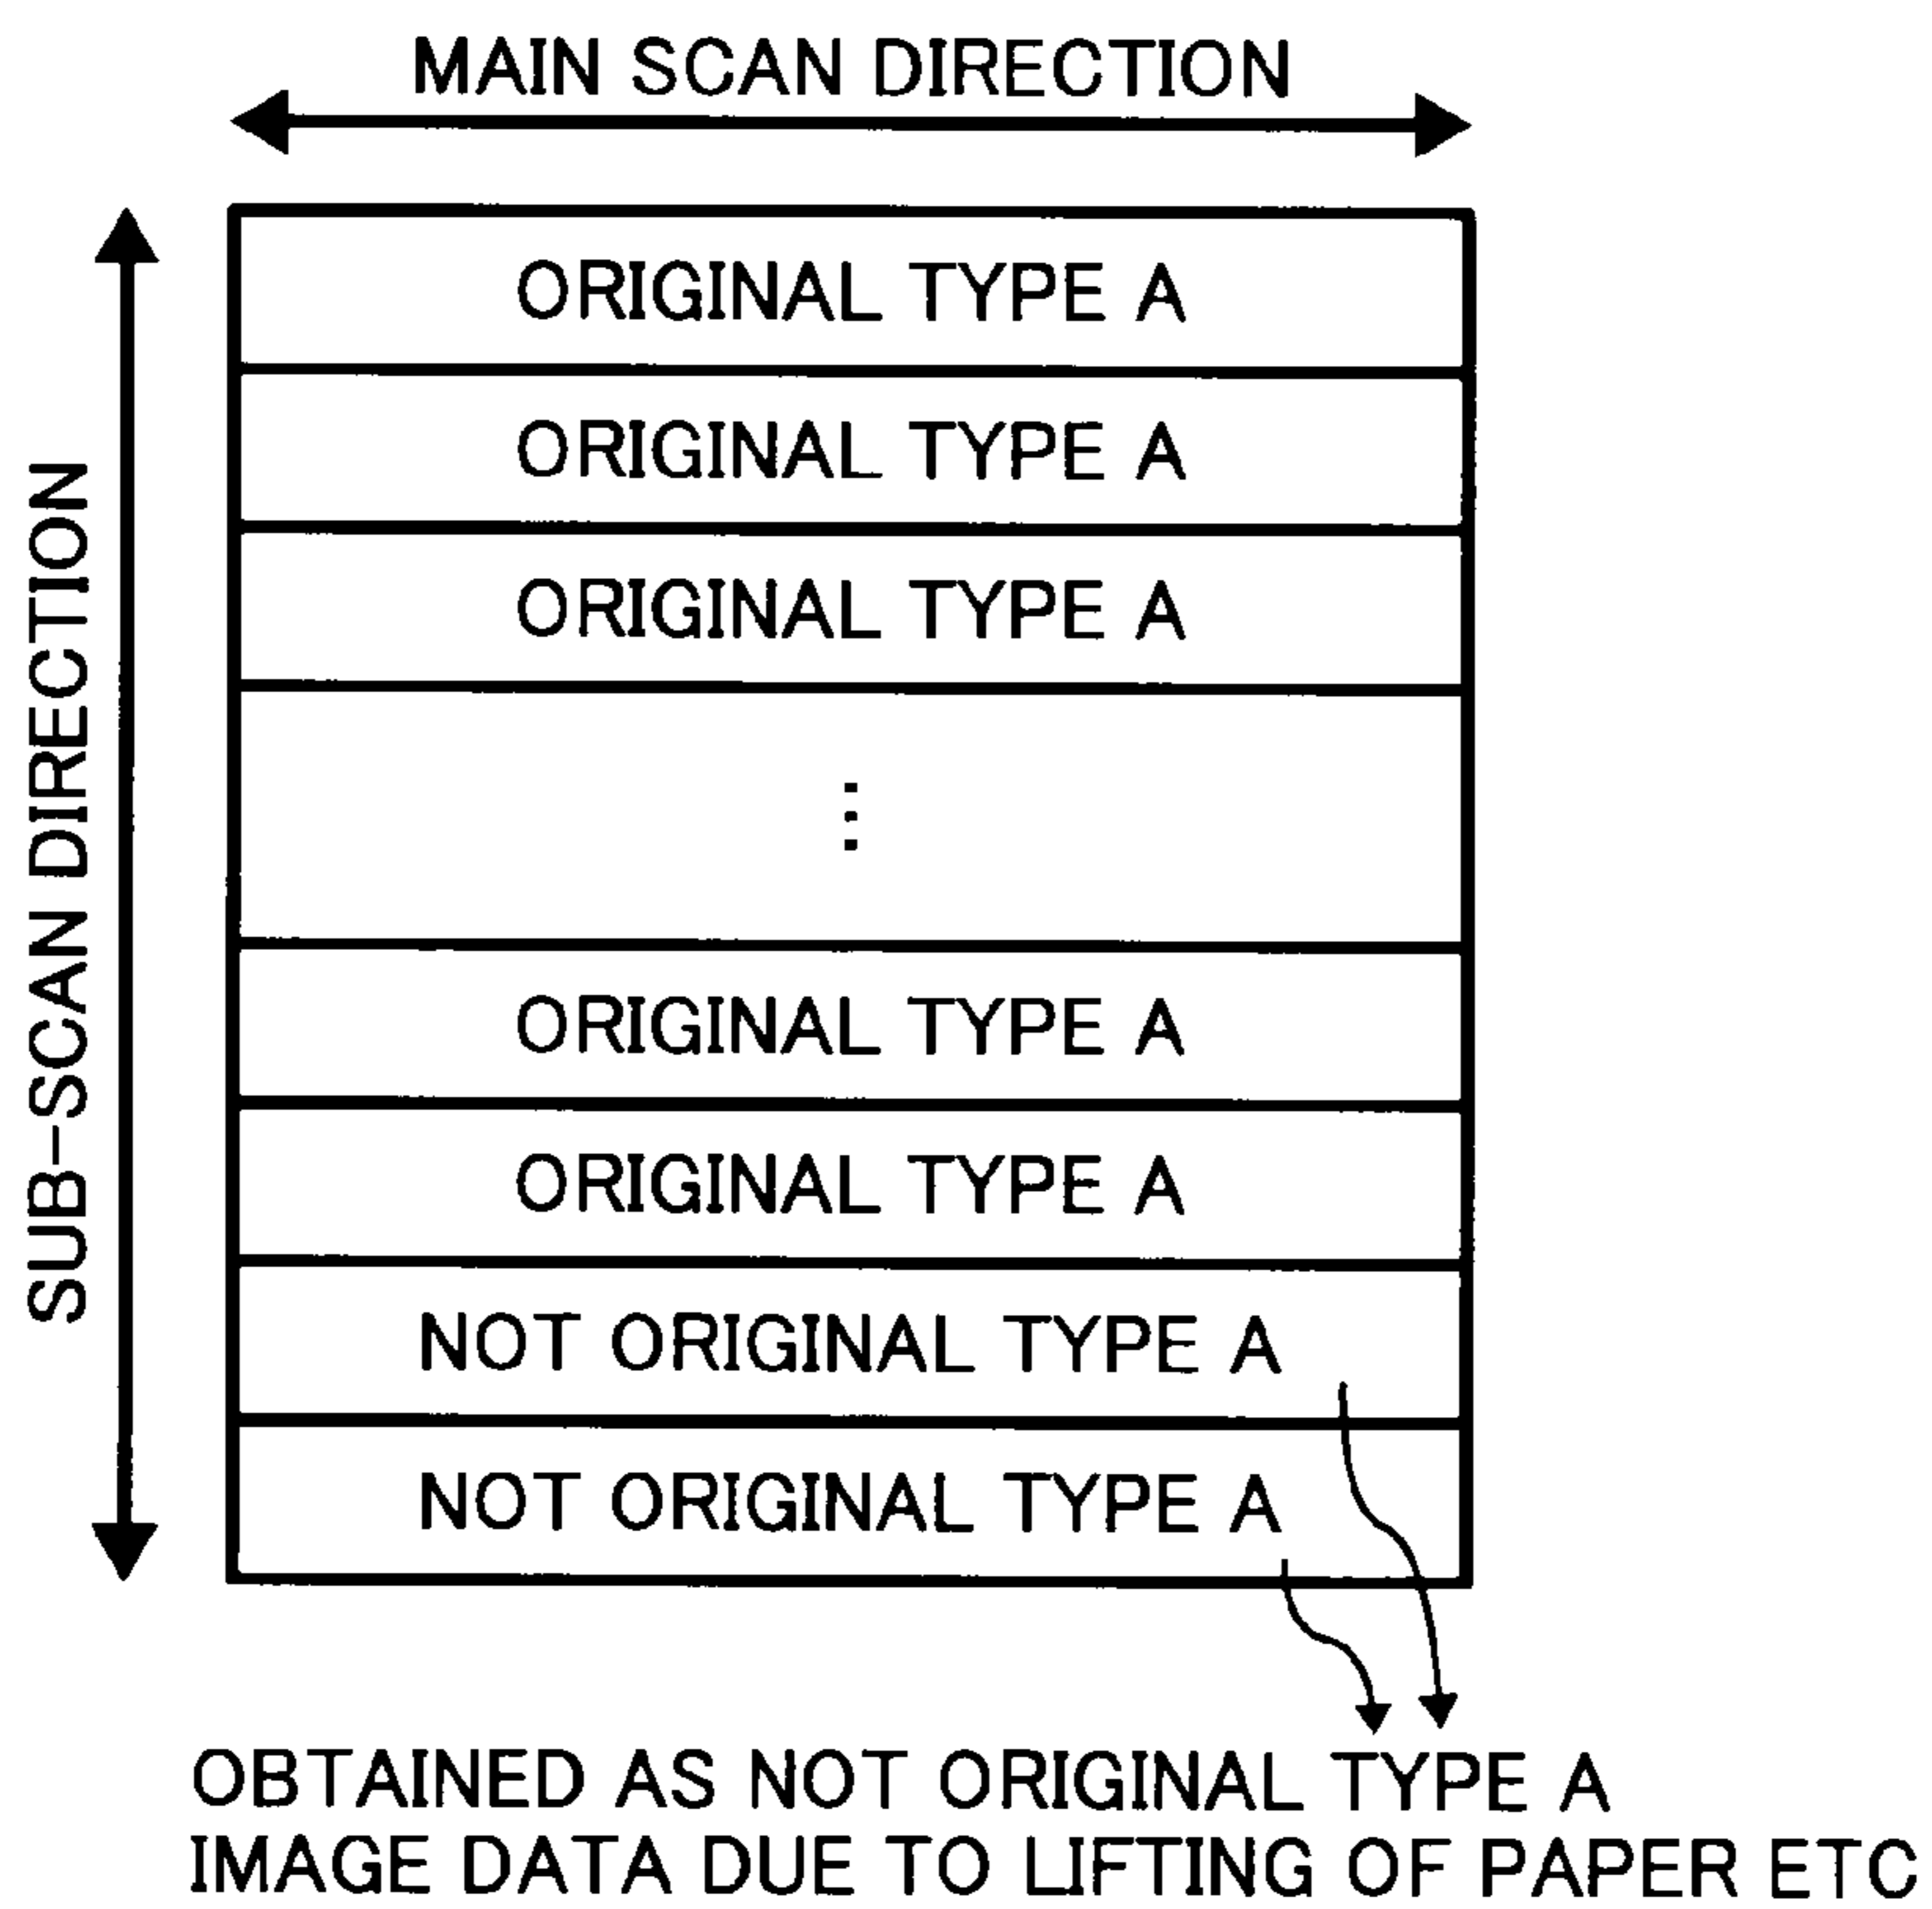 MAIN SCAN DIRECTION
SUB-SCAN DIRECTION
ORIGINAL TYPE A
ORIGINAL TYPE A
ORIGINAL TYPE A
⋮
ORIGINAL TYPE A
ORIGINAL TYPE A
NOT ORIGINAL TYPE A
NOT ORIGINAL TYPE A
OBTAINED AS NOT ORIGINAL TYPE A
IMAGE DATA DUE TO LIFTING OF PAPER ETC